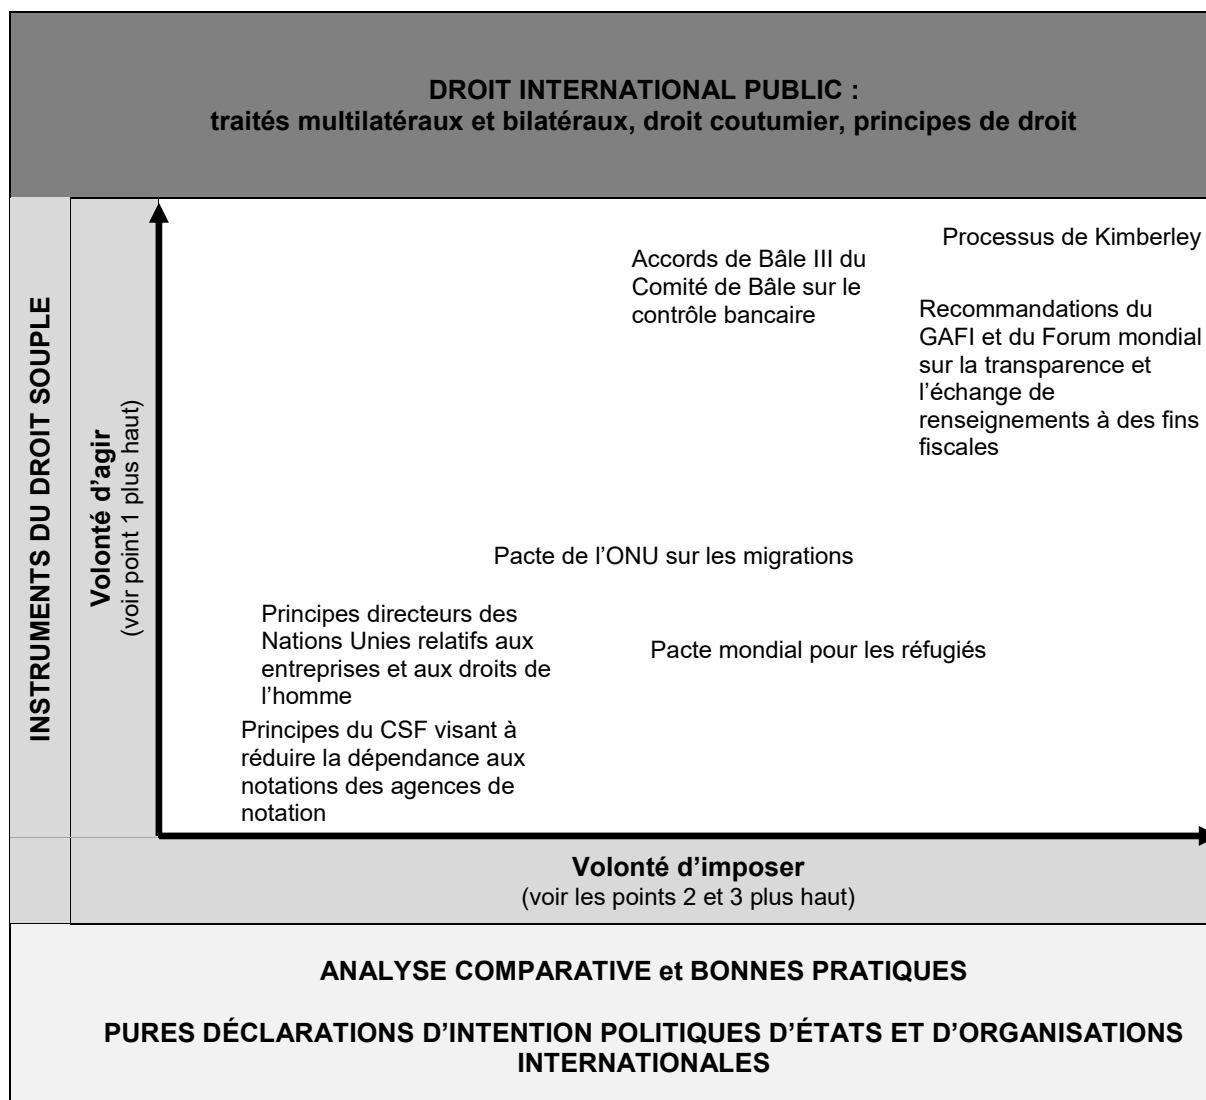 DROIT INTERNATIONAL PUBLIC :
traités multilatéraux et bilatéraux, droit coutumier, principes de droit
INSTRUMENTS DU DROIT SOUPLE
Volonté d'agir
(voir point 1 plus haut)
Processus de Kimberley
Accords de Bâle III du
Comité de Bâle sur le
contrôle bancaire
Recommandations du
GAFI et du Forum mondial
sur la transparence et
l'échange de
renseignements à des fins
fiscales
Pacte de l'ONU sur les migrations
Principes directeurs des
Nations Unies relatifs aux
entreprises et aux droits de
l'homme
Pacte mondial pour les réfugiés
Principes du CSF visant à
réduire la dépendance aux
notations des agences de
notation
Volonté d'imposer
(voir les points 2 et 3 plus haut)
ANALYSE COMPARATIVE et BONNES PRATIQUES
PURES DÉCLARATIONS D'INTENTION POLITIQUES D'ÉTATS ET D'ORGANISATIONS
INTERNATIONALES